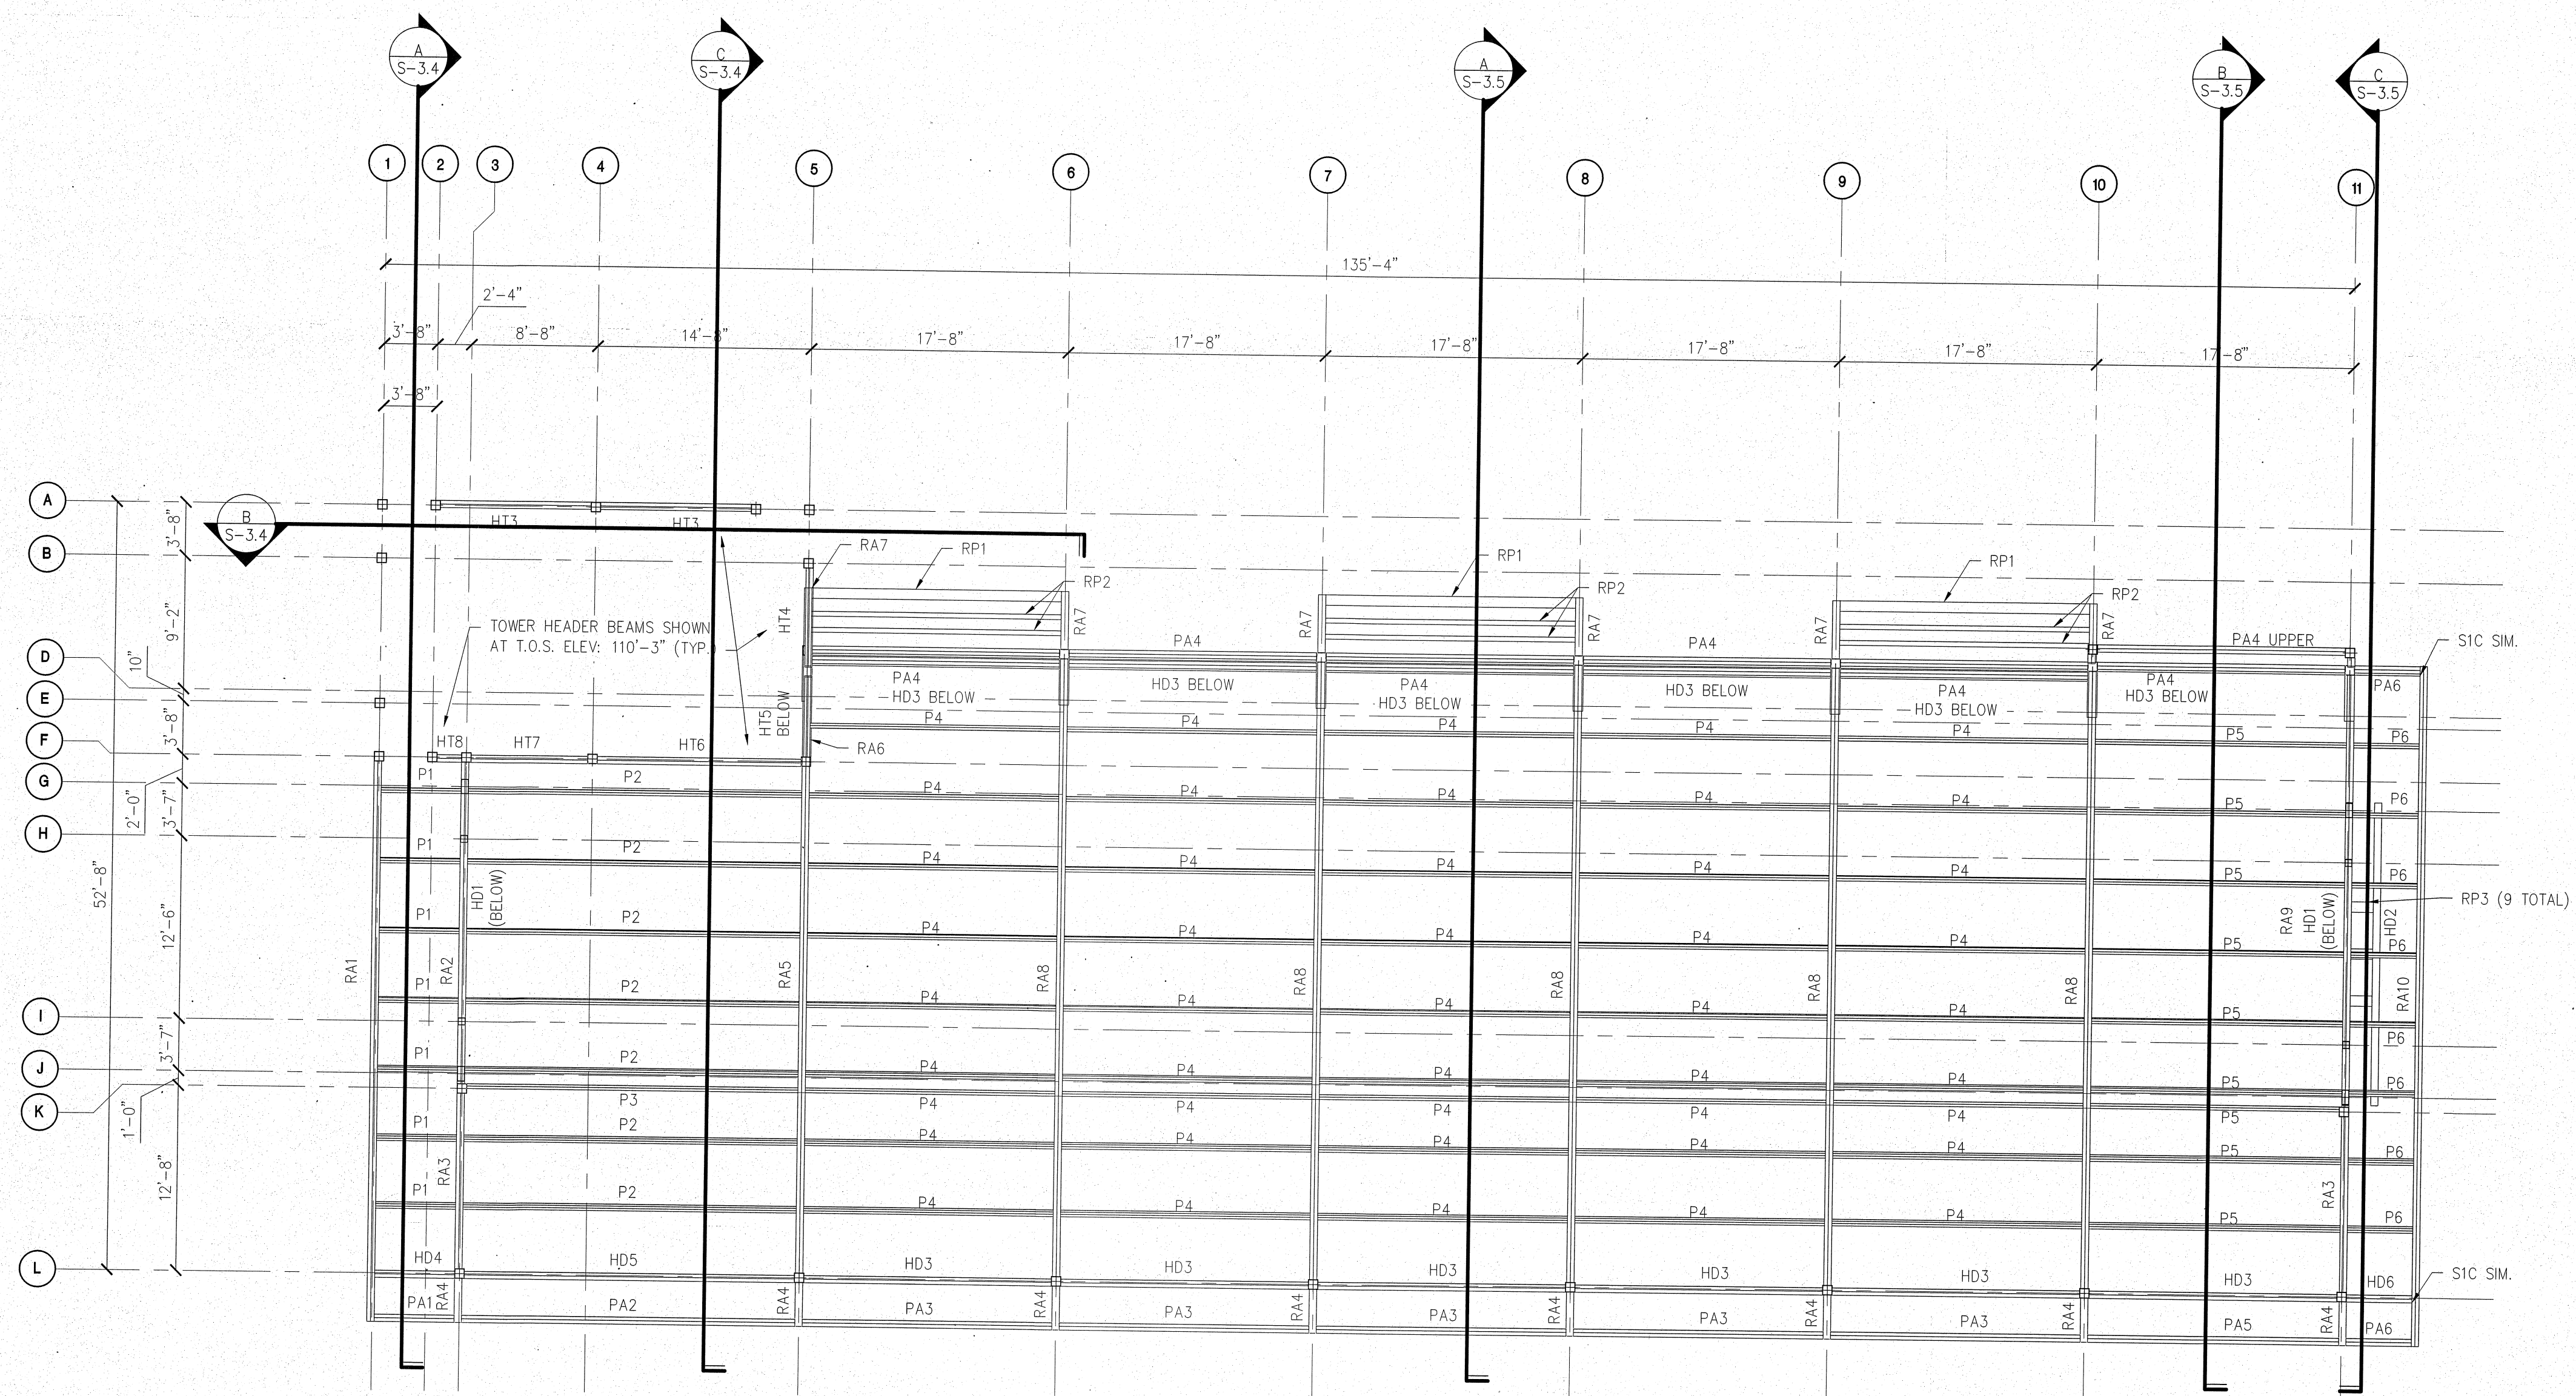 A
S-3.4
C
S-3.4
A
S-3.5
B
S-3.5
C
S-3.5
1
2
3
4
5
6
7
8
9
10
11
135'-4"
2'-4"
3'-8"
8'-8"
14'-8"
17'-8"
17'-8"
17'-8"
17'-8"
17'-8"
17'-8"
3'-8"
A
B
D
E
F
G
H
I
J
K
L
3'-8"
9'-2"
10"
3'-8"
2'-0"
3'-7"
12'-6"
3'-7"
1'-0"
12'-8"
52'-8"
B
S-3.4
HT3
HT3
RA7
RP1
RP2
RP1
RP2
RP1
RP2
HT4
RA7
RA7
RA7
RA7
RA7
TOWER HEADER BEAMS SHOWN
AT T.O.S. ELEV: 110'-3" (TYP.)
PA4
PA4
PA4 UPPER
S1C SIM.
PA4
HD3 BELOW
HD3 BELOW
PA4
HD3 BELOW
HD3 BELOW
PA4
HD3 BELOW
PA4
HD3 BELOW
PA6
HT5
BELOW
RA6
HT8
HT7
HT6
P4
P4
P4
P4
P4
P5
P6
P1
P2
P4
P4
P4
P4
P4
P5
P6
P1
P2
P4
P4
P4
P4
P4
P5
P6
HD1
(BELOW)
RA9
HD1
(BELOW)
HD2
RP3 (9 TOTAL)
P1
P2
P4
P4
P4
P4
P4
P5
P6
RA1
RA2
RA5
RA8
RA8
RA8
RA8
RA8
RA10
P1
P2
P4
P4
P4
P4
P4
P5
P6
P1
P2
P4
P4
P4
P4
P4
P5
P6
P3
P4
P4
P4
P4
P4
P5
P1
P2
P4
P4
P4
P4
P4
P5
P6
RA3
RA3
P1
P2
P4
P4
P4
P4
P4
P5
P6
HD4
HD5
HD3
HD3
HD3
HD3
HD3
HD3
HD6
S1C SIM.
RA4
RA4
RA4
RA4
RA4
RA4
RA4
RA4
PA1
PA2
PA3
PA3
PA3
PA3
PA3
PA5
PA6